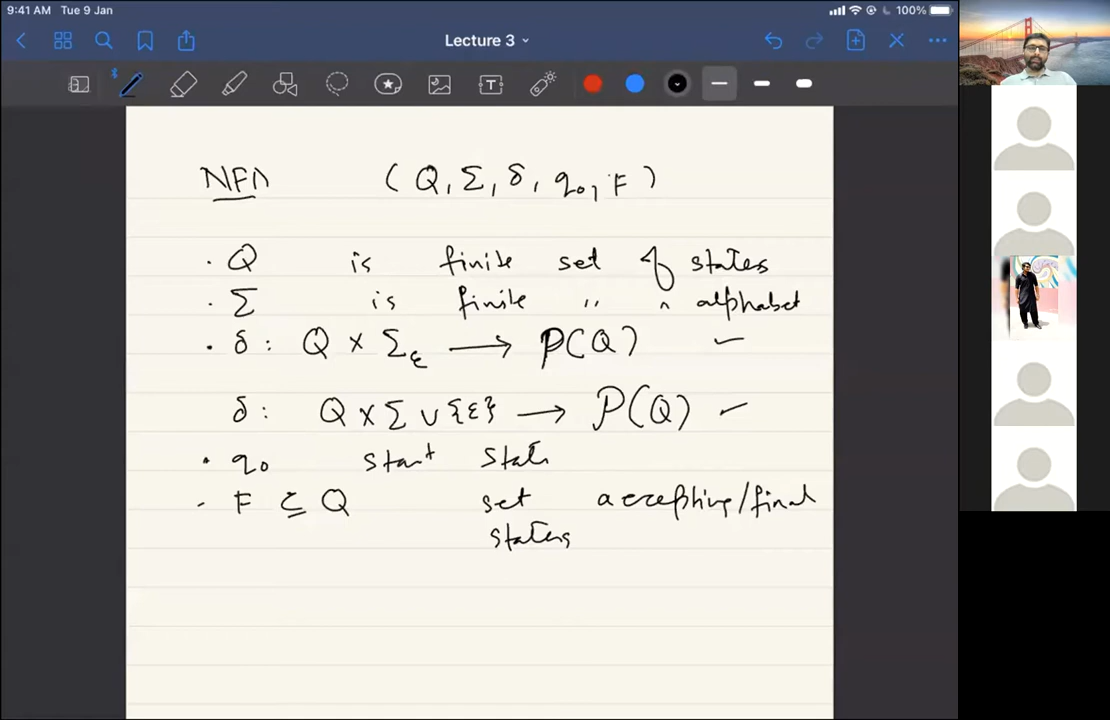 9:41 AM Tue 9 Jan
100%
Lecture 3
NFA (Q, Σ, δ, q₀, F)
· Q is finite set of states
· Σ is finite " " alphabet
· δ : Q × Σ_ε ⟶ P(Q) ✓
δ : Q × Σ ∪ {ε} ⟶ P(Q) ✓
· q₀ start state
· F ⊆ Q set accepting/final
states